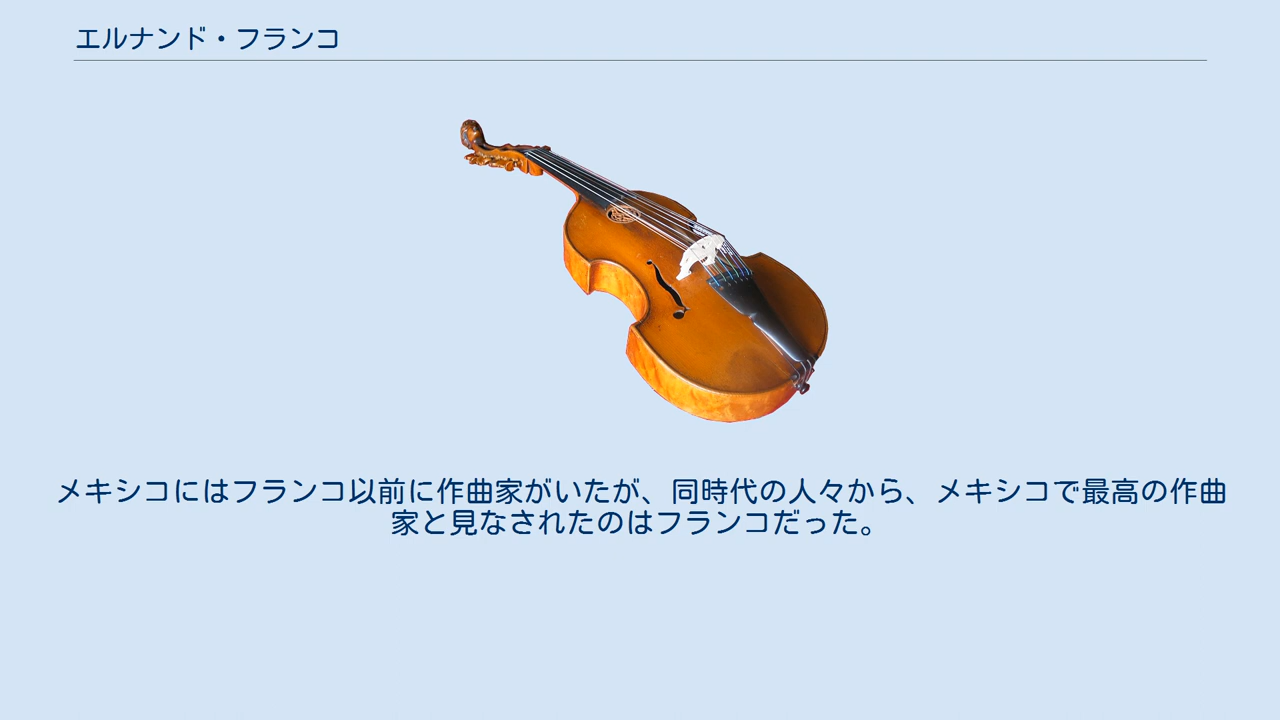 エルナンド・フランコ
メキシコにはフランコ以前に作曲家がいたが、同時代の人々から、メキシコで最高の作曲
家と見なされたのはフランコだった。